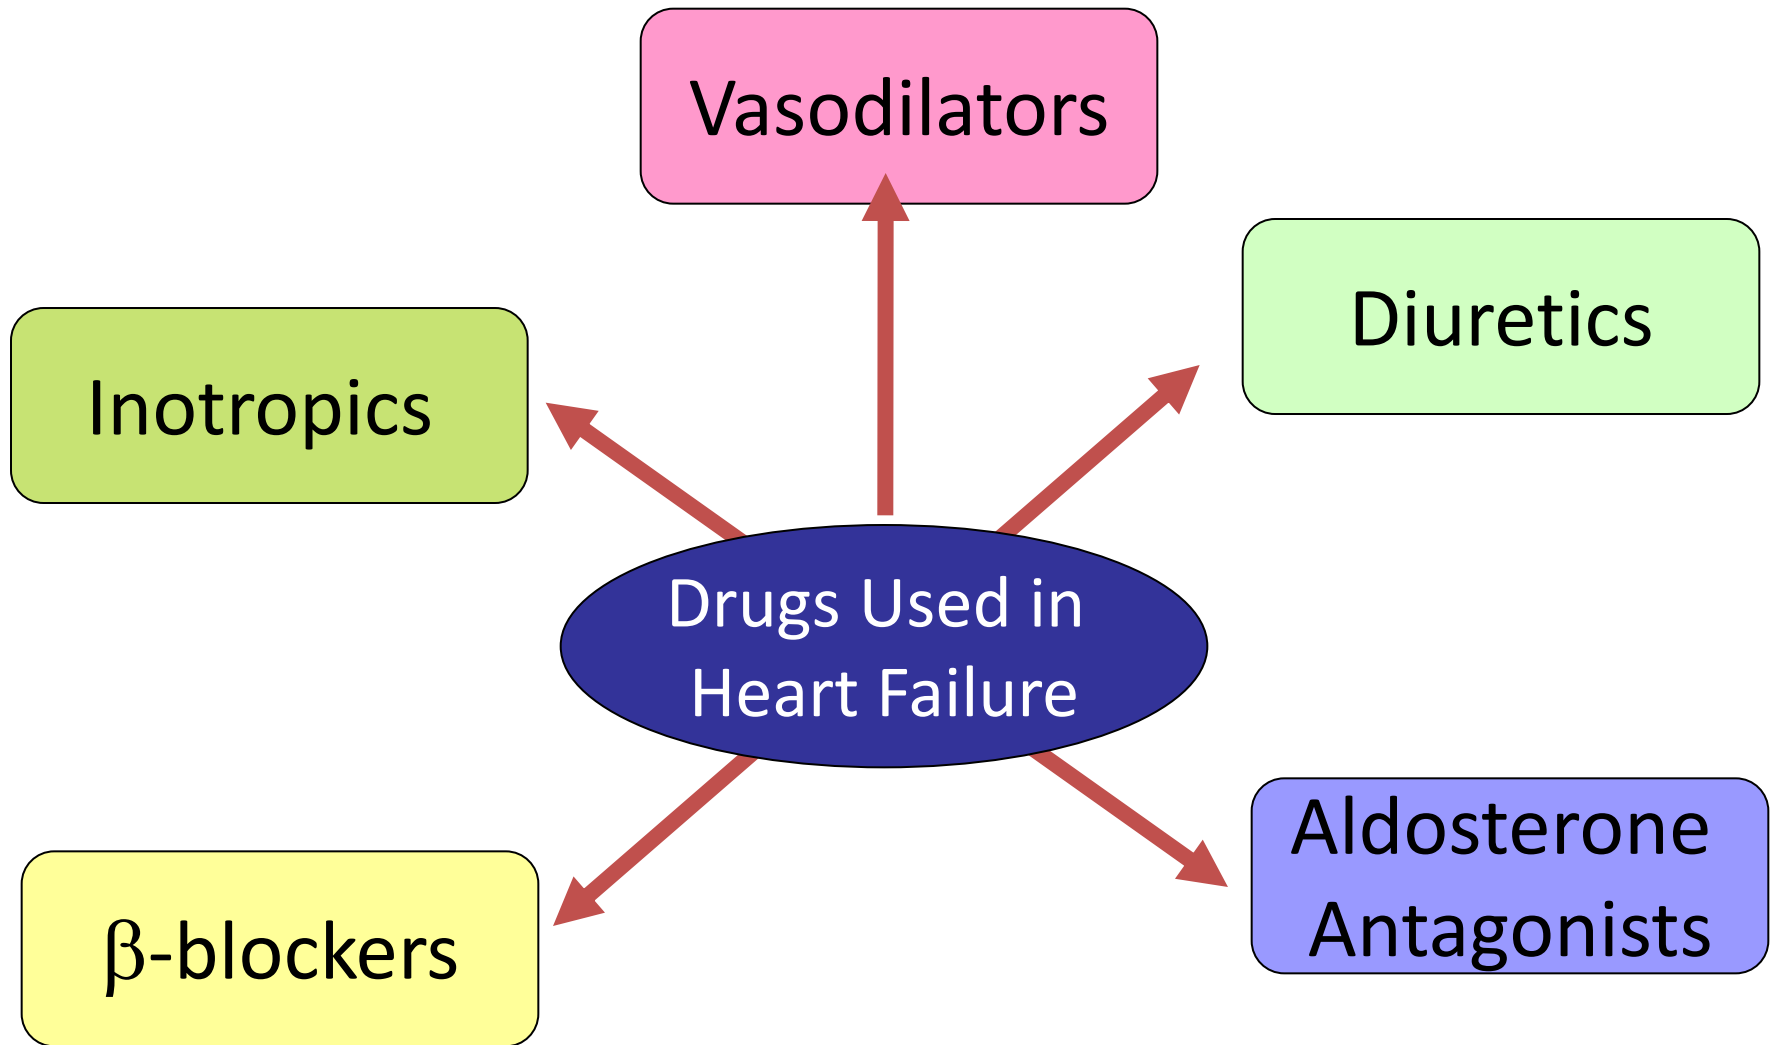 Vasodilators
Diuretics
Inotropics
Drugs Used in
Heart Failure
Aldosterone
Antagonists
β-blockers